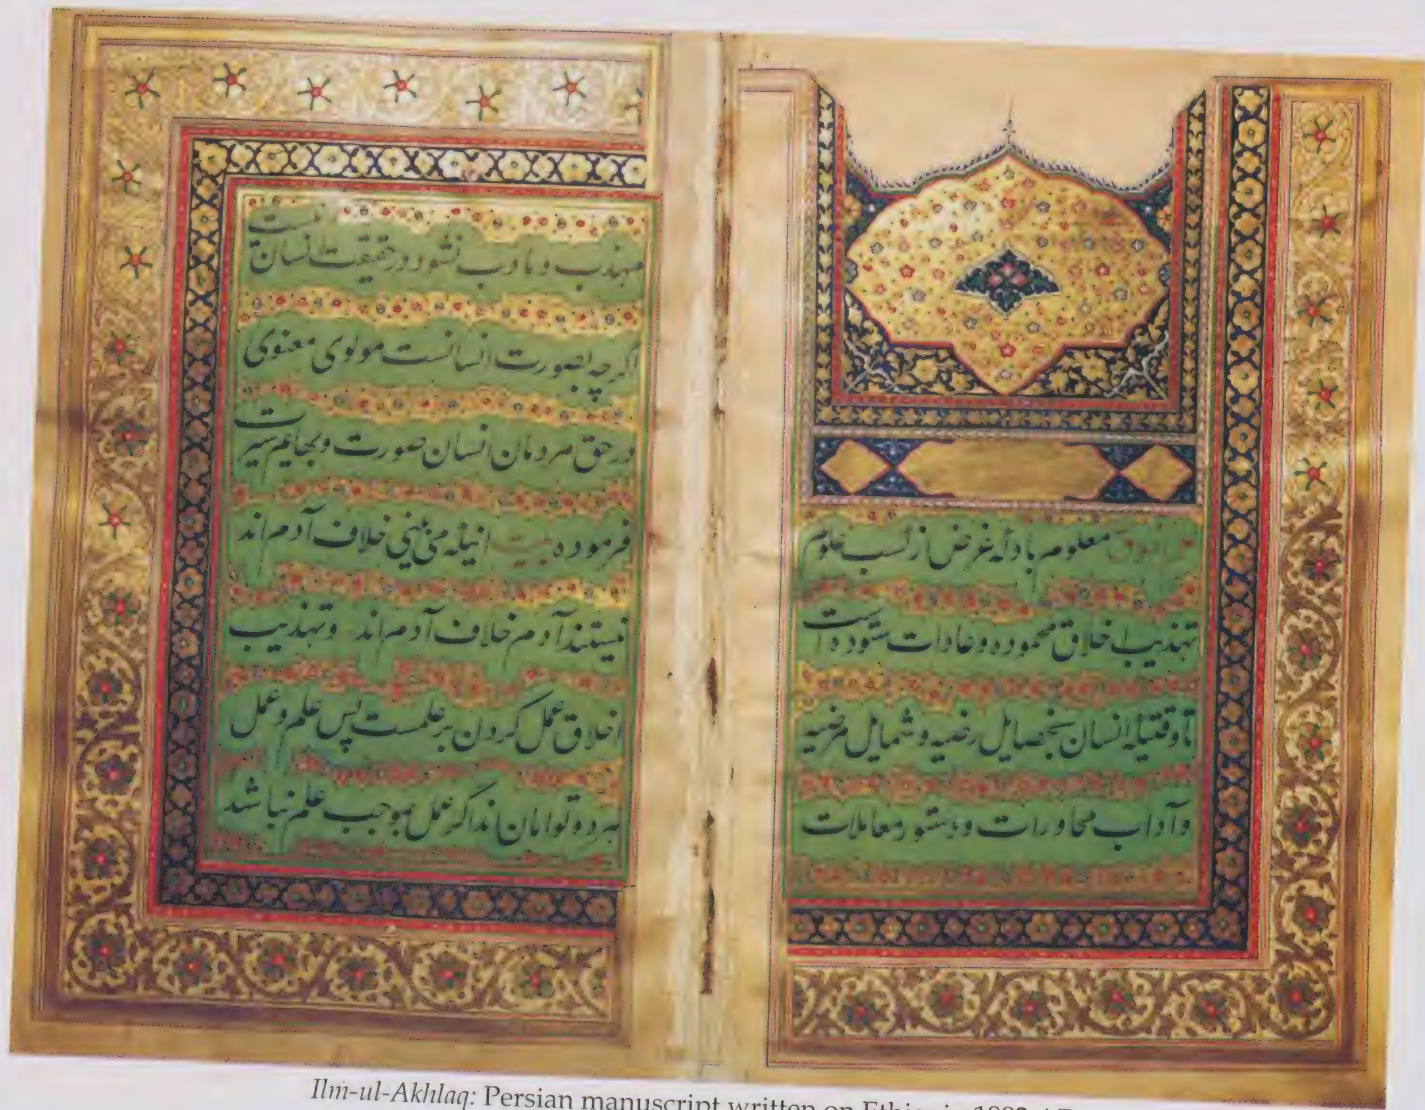 معلوم باد که غرض از کسب علوم
تهذیب اخلاق محموده و عادات ستوده است
تا وقتیکه انسان بخصایل رضیه و شمایل مرضیه
و آداب محاورات و دستور معاملات
مهذب و مادب نشود در حقیقت انسان نیست
اگرچه بصورت انسانست مولوی معنوی
در حق مردمان انسان صورت و بهایم سیرت
فرموده بیت اینکه می بینی خلاف آدم اند
نیستند آدم خلاف آدم اند و تهذیب
اخلاق عمل کردن بر علمست پس علم و عمل
هر دو توامان اند اگر عمل بموجب علم نباشد
Ilm-ul-Akhlaq: Persian manuscript written on